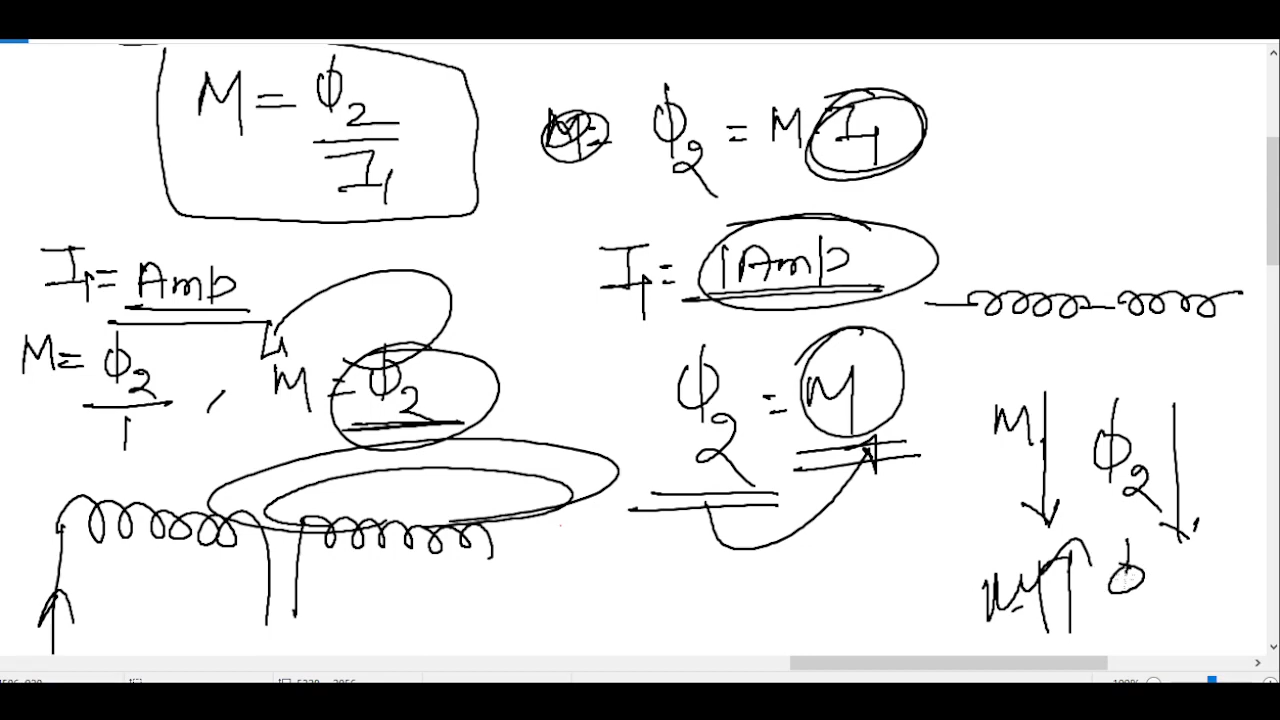 M = ϕ₂ / I₁
ϕ₂ = M I₁
I₁ = Amp
M = ϕ₂ / 1 , M = ϕ₂
I₁ = 1Amp
ϕ₂ = M
M ↓ ϕ₂ ↓
M ↑ ϕ